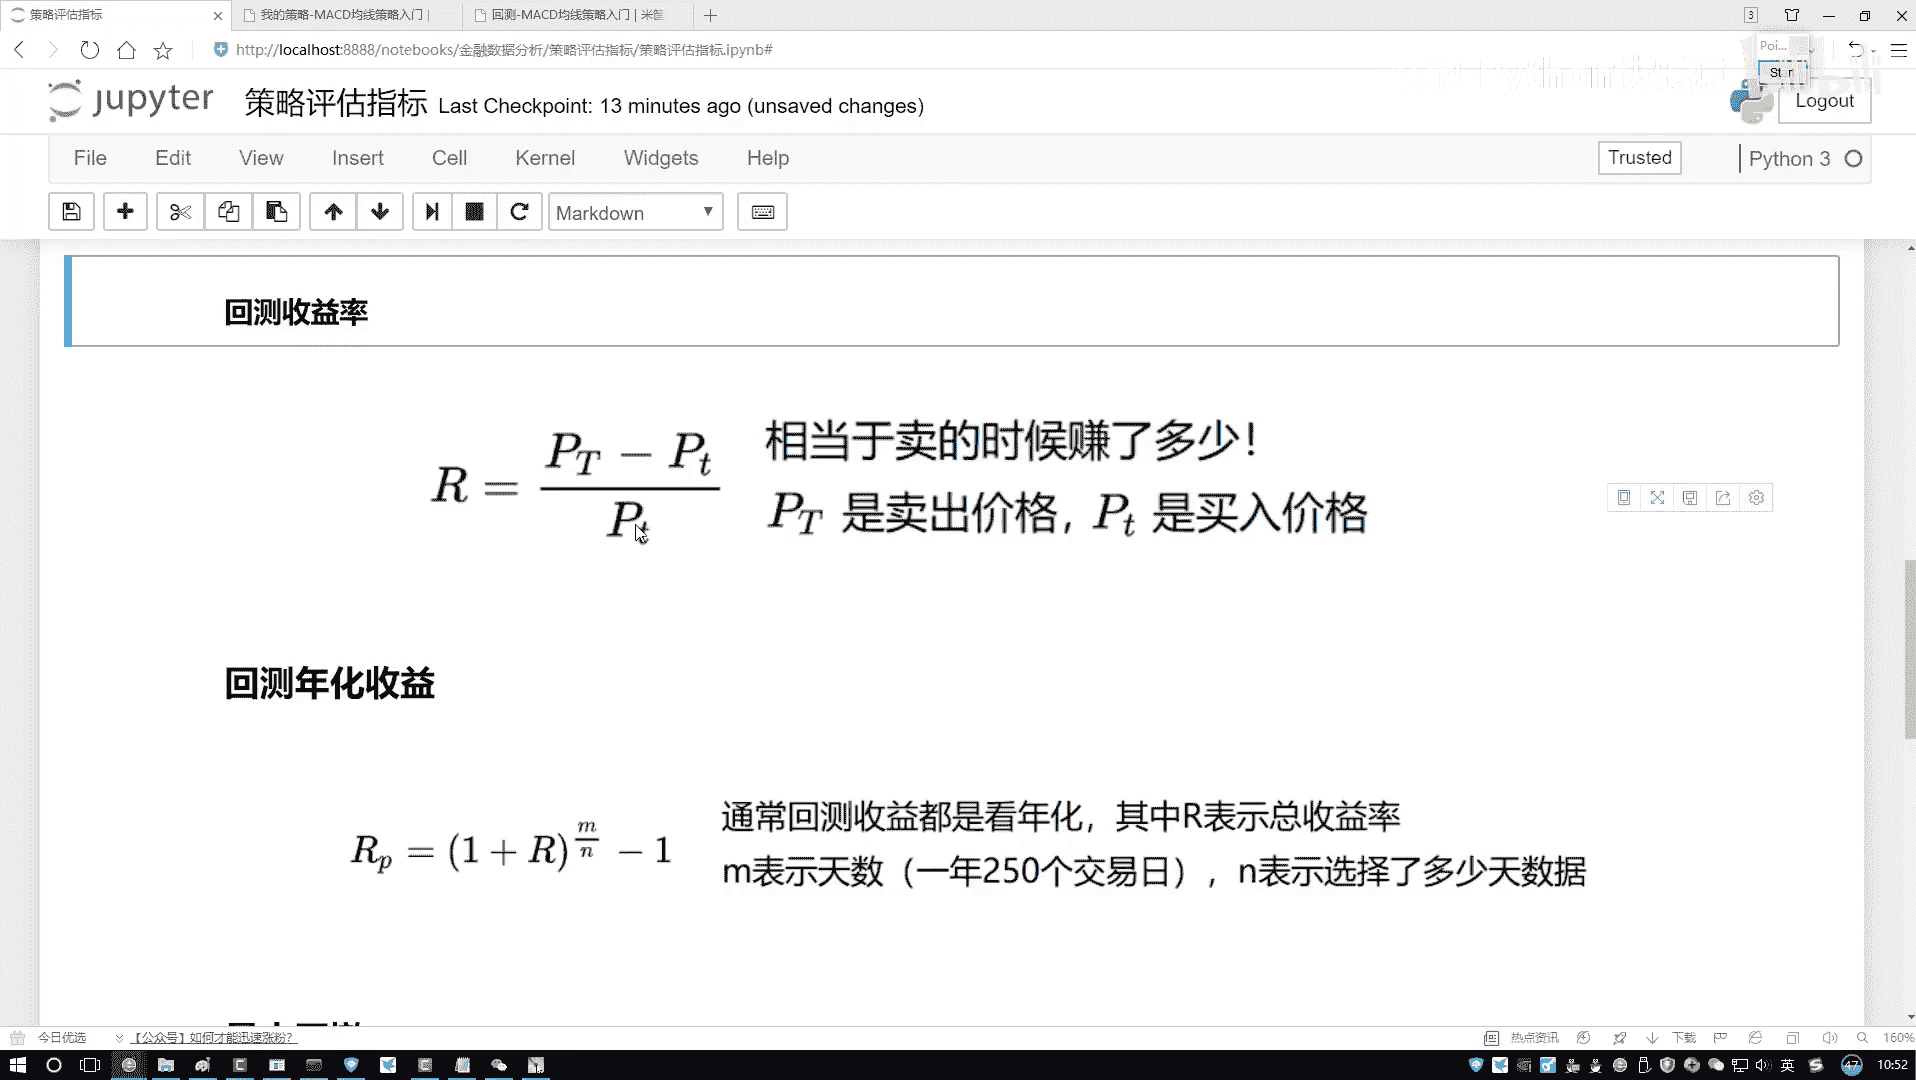 策略评估指标
我的策略-MACD均线策略入门 |
回测-MACD均线策略入门 | 米筐
3
http://localhost:8888/notebooks/金融数据分析/策略评估指标/策略评估指标.ipynb#
Poi...
jupyter 策略评估指标 Last Checkpoint: 13 minutes ago (unsaved changes)
Logout
File Edit View Insert Cell Kernel Widgets Help
Trusted
Python 3
Markdown
回测收益率
R = \frac{P_T - P_t}{P_t}
相当于卖的时候赚了多少!
P_T 是卖出价格, P_t 是买入价格
回测年化收益
R_p = (1 + R)^{\frac{m}{n}} - 1
通常回测收益都是看年化，其中R表示总收益率
m表示天数（一年250个交易日），n表示选择了多少天数据
今日优选
【公众号】如何才能迅速涨粉?
热点资讯
下载
160%
英
47
10:52